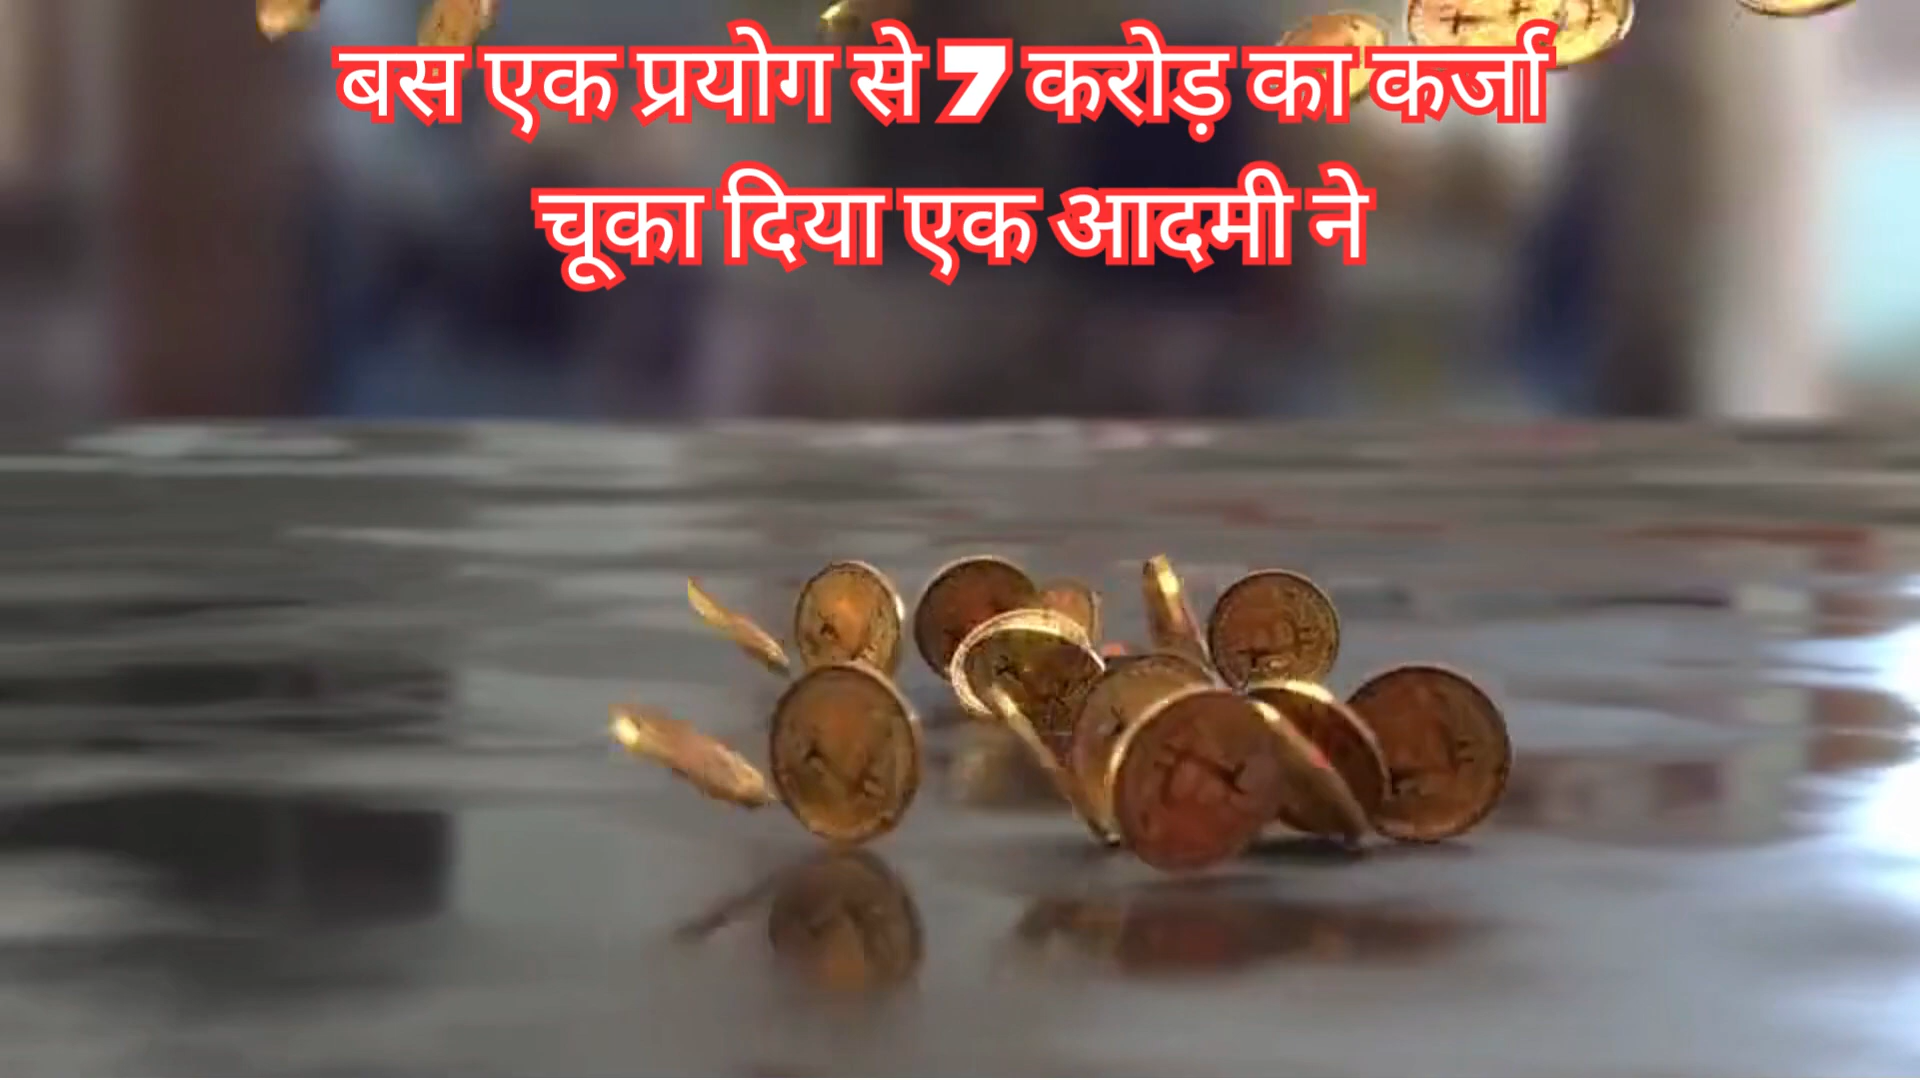 बस एक प्रयोग से 7 करोड़ का कर्जा
चूका दिया एक आदमी ने